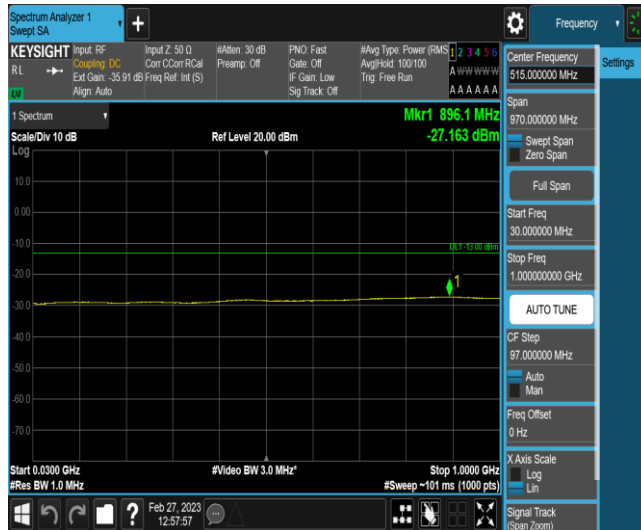 Spectrum Analyzer 1
Swept SA
+
Frequency
KEYSIGHT
RL
LXI
Input: RF
Coupling: DC
Ext Gain: -35.91 dB
Align: Auto
Input Z: 50 Ω
Corr CCorr RCal
Freq Ref: Int (S)
#Atten: 30 dB
Preamp: Off
PNO: Fast
Gate: Off
IF Gain: Low
Sig Track: Off
#Avg Type: Power (RMS
Avg|Hold: 100/100
Trig: Free Run
1 2 3 4 5 6
A W W W W W
A A A A A A
1 Spectrum
Scale/Div 10 dB
Ref Level 20.00 dBm
Mkr1 896.1 MHz
-27.163 dBm
Log
10.0
0.00
-10.0
-20.0
-30.0
-40.0
-50.0
-60.0
-70.0
DL1 -13.00 dBm
1
Start 0.0300 GHz
#Res BW 1.0 MHz
#Video BW 3.0 MHz*
Stop 1.0000 GHz
#Sweep ~101 ms (1000 pts)
Feb 27, 2023
12:57:57
?
Center Frequency
515.000000 MHz
Span
970.000000 MHz
Swept Span
Zero Span
Full Span
Start Freq
30.000000 MHz
Stop Freq
1.000000000 GHz
AUTO TUNE
CF Step
97.000000 MHz
Auto
Man
Freq Offset
0 Hz
X Axis Scale
Log
Lin
Signal Track
(Span Zoom)
Settings